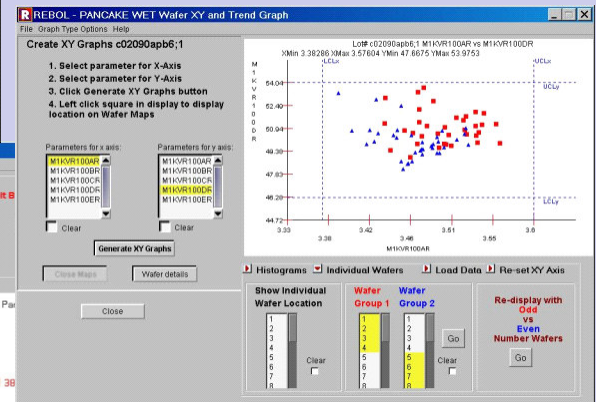 REBOL - PANCAKE WET Wafer XY and Trend Graph
File Graph Type Options Help
Create XY Graphs c02090apb6;1
1. Select parameter for X-Axis
2. Select parameter for Y-Axis
3. Click Generate XY Graphs button
4. Left click square in display to display
location on Wafer Maps
Parameters for x axis:
M1KVR100AR
M1KVR100BR
M1KVR100CR
M1KVR100DR
M1KVR100ER
Clear
Parameters for y axis:
M1KVR100AR
M1KVR100BR
M1KVR100CR
M1KVR100DR
M1KVR100ER
Clear
Generate XY Graphs
Close Maps
Wafer details
Close
Lot# c02090apb6;1 M1KVR100AR vs M1KVR100DR
XMin 3.38286 XMax 3.57604 YMin 47.6675 YMax 53.9753
LCLx
UCLx
UCLy
LCLy
M1KVR100DR
54.04
52.49
50.94
49.39
47.83
46.28
44.72
3.33
3.38
3.42
3.46
3.51
3.55
3.60
M1KVR100AR
Histograms
Individual Wafers
Load Data
Re-set XY Axis
Show Individual
Wafer Location
1
2
3
4
5
6
7
8
Clear
Wafer
Group 1
1
2
3
4
5
6
7
8
Wafer
Group 2
1
2
3
4
5
6
7
8
Go
Clear
Re-display with
Odd
vs
Even
Number Wafers
Go
It B
Par
38